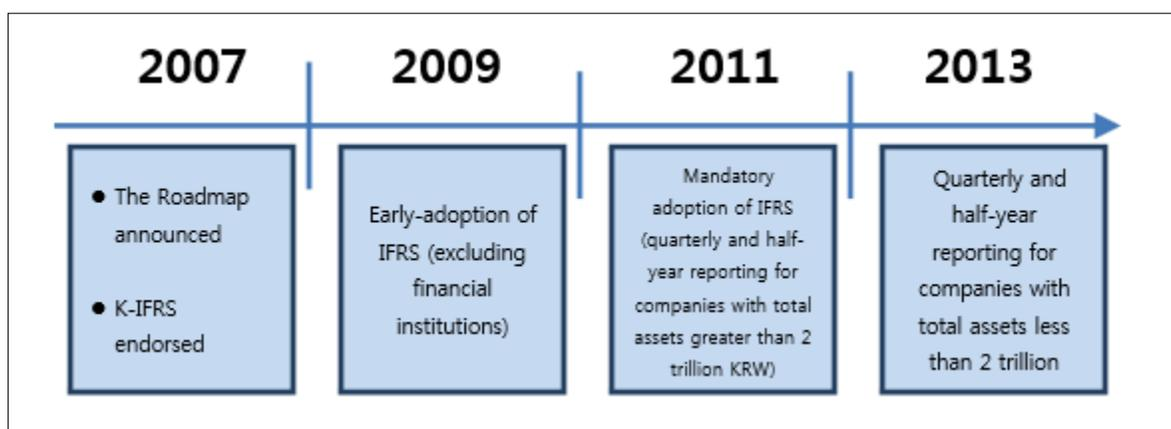 2007
2009
2011
2013
● The Roadmap
announced
● K-IFRS
endorsed
Early-adoption of
IFRS (excluding
financial
institutions)
Mandatory
adoption of IFRS
(quarterly and half-
year reporting for
companies with total
assets greater than 2
trillion KRW)
Quarterly and
half-year
reporting for
companies with
total assets less
than 2 trillion